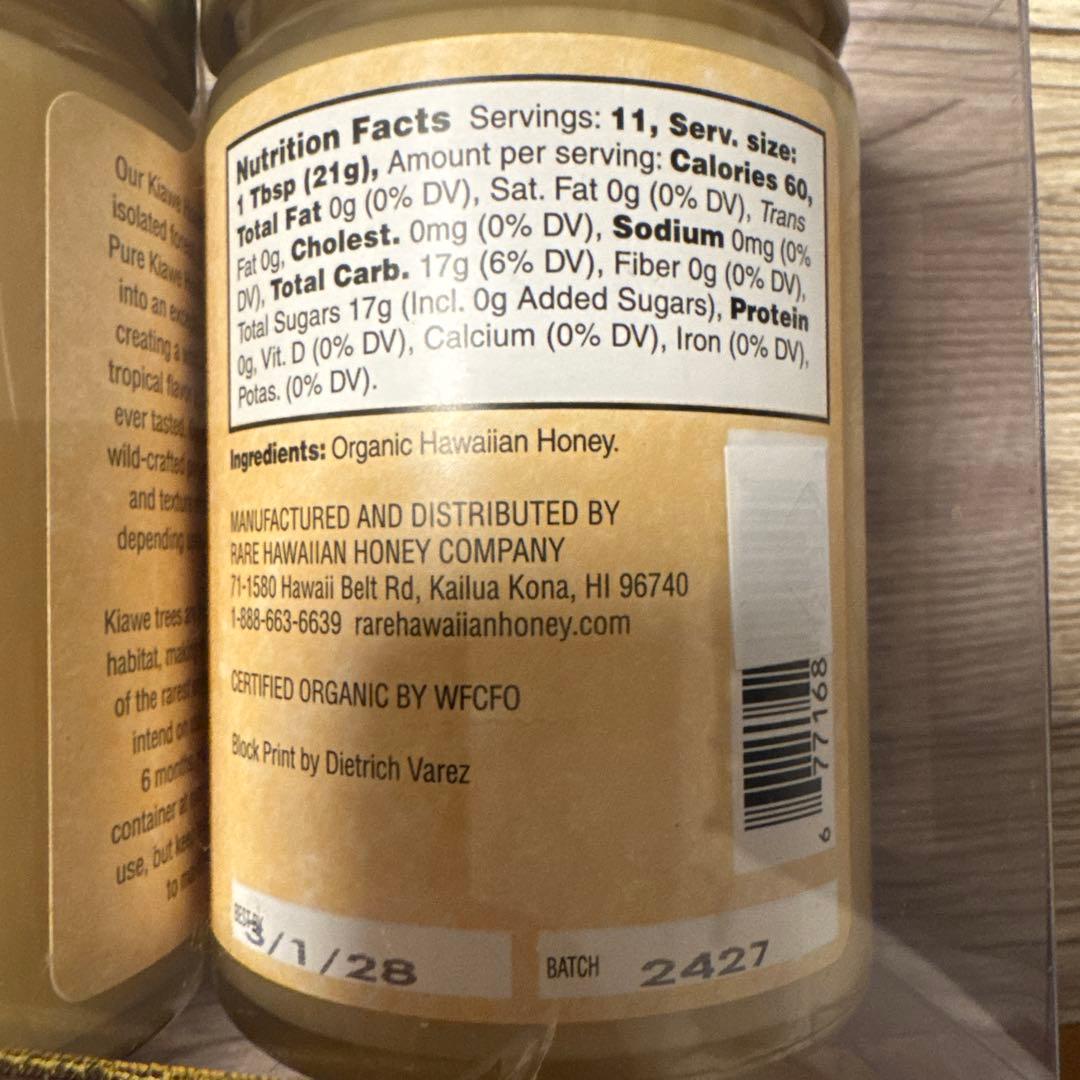 Our Kiawe
isolated
Pure Kiawe
into an
creating a
tropical
ever tasted.
wild-crafted
and
depending
Kiawe trees
habitat,
of the rarest
intend on
6
container
use, but
to
Nutrition Facts Servings: 11, Serv. size:
1 Tbsp (21g), Amount per serving: Calories 60,
Total Fat 0g (0% DV), Sat. Fat 0g (0% DV), Trans
Fat 0g, Cholest. 0mg (0% DV), Sodium 0mg (0%
DV), Total Carb. 17g (6% DV), Fiber 0g (0% DV),
Total Sugars 17g (Incl. 0g Added Sugars), Protein
0g, Vit. D (0% DV), Calcium (0% DV), Iron (0% DV),
Potas. (0% DV).
Ingredients: Organic Hawaiian Honey.
MANUFACTURED AND DISTRIBUTED BY
RARE HAWAIIAN HONEY COMPANY
71-1580 Hawaii Belt Rd, Kailua Kona, HI 96740
1-888-663-6639 rarehawaiianhoney.com
CERTIFIED ORGANIC BY WFCFO
Block Print by Dietrich Varez
6 77168
BEST BY
3/1/28
BATCH 2427